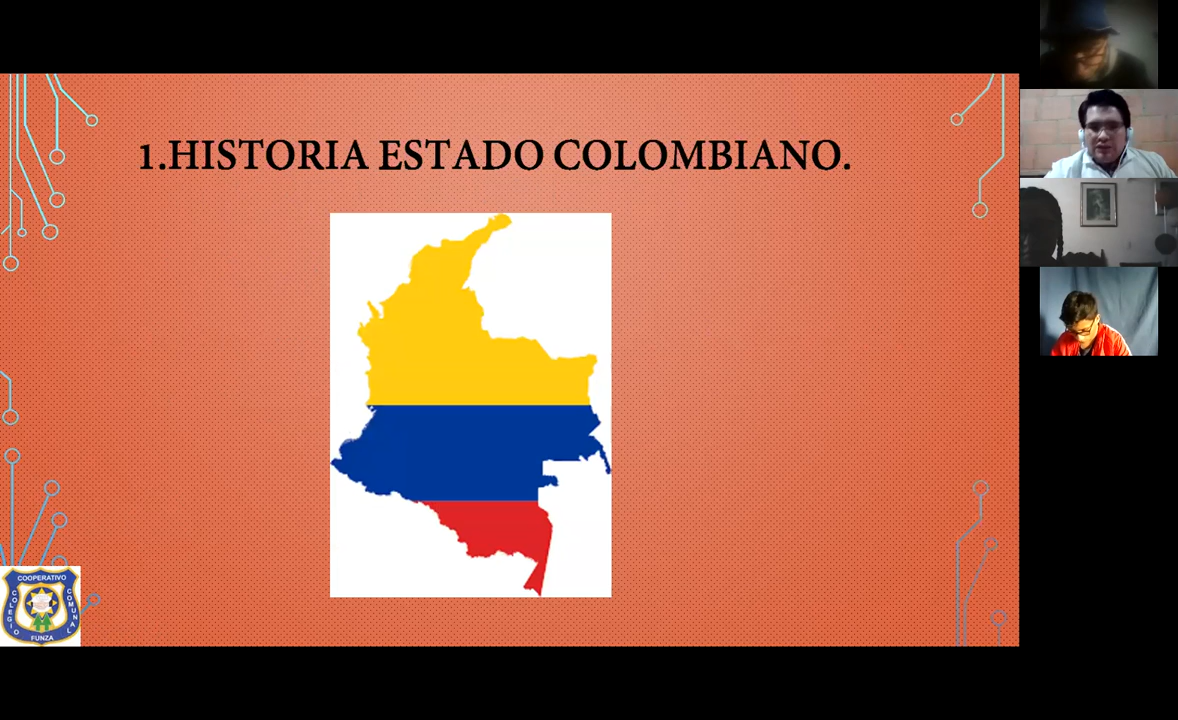 1.HISTORIA ESTADO COLOMBIANO.
COOPERATIVO
COLEGIO
COMUNAL
FUNZA